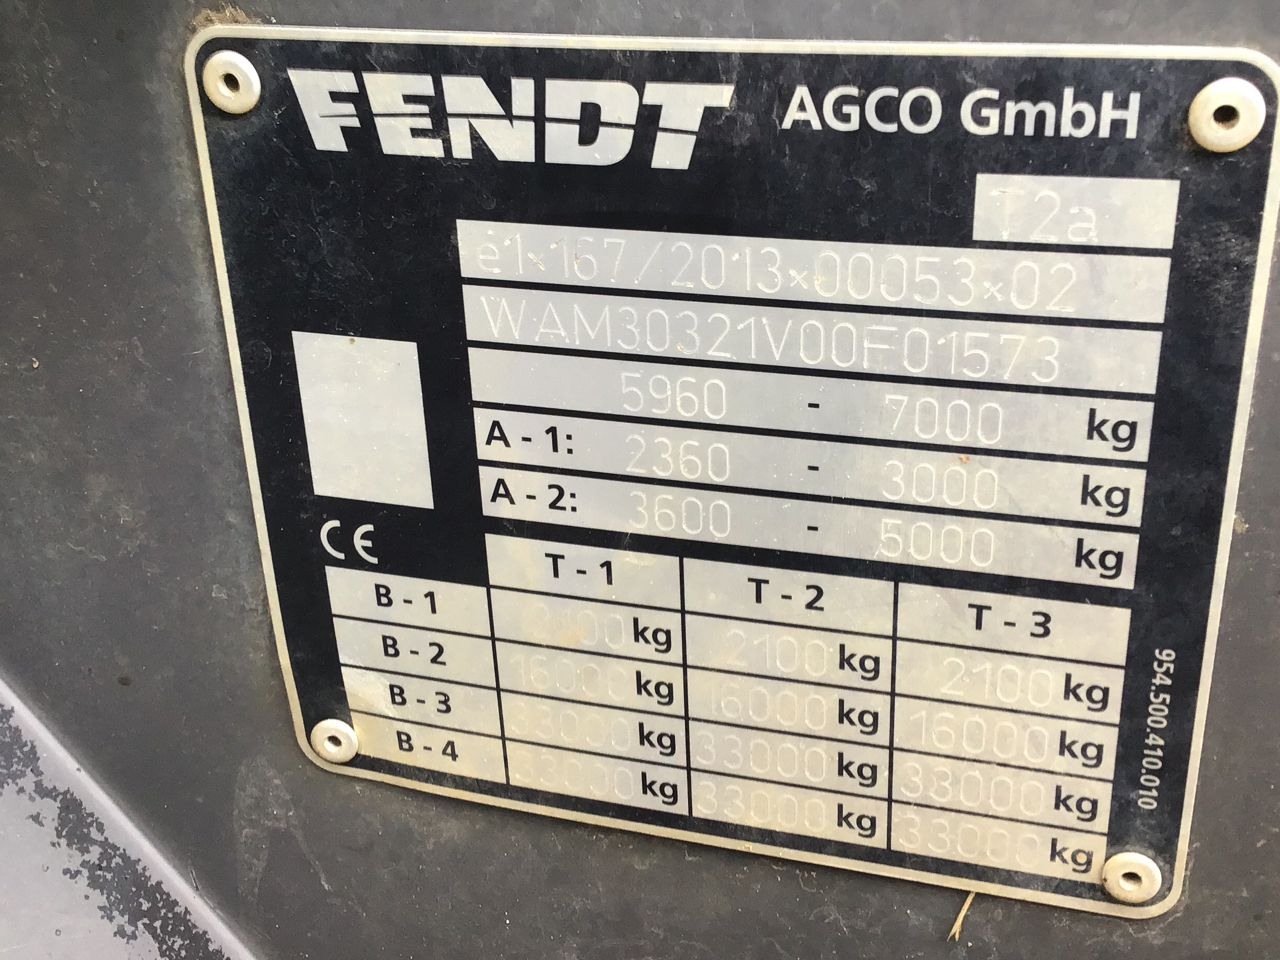 FENDT AGCO GmbH
T2a
e1*167/2013*00053*02
WAM30321V00F01573
5960 - 7000 kg
A - 1: 2360 - 3000 kg
A - 2: 3600 - 5000 kg
CE
T - 1 T - 2 T - 3
B - 1 2100 kg 2100 kg 2100 kg
B - 2 16000 kg 16000 kg 16000 kg
B - 3 33000 kg 33000 kg 33000 kg
B - 4 33000 kg 33000 kg 33000 kg
954.500.410.010